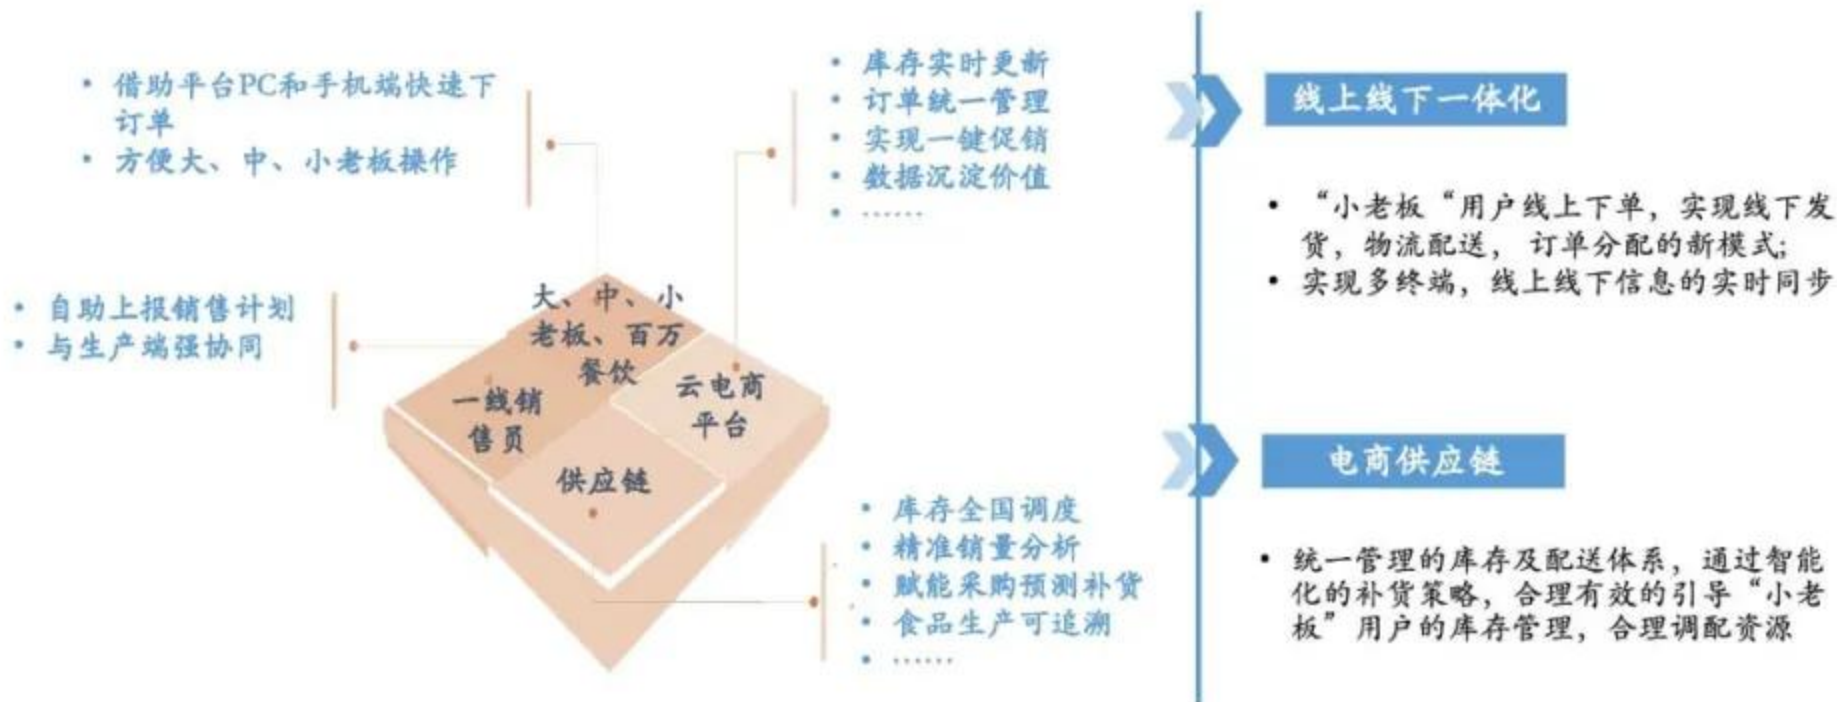 • 借助平台PC和手机端快速下
订单
• 方便大、中、小老板操作
• 库存实时更新
• 订单统一管理
• 实现一键促销
• 数据沉淀价值
• ······
• 自助上报销售计划
• 与生产端强协同
大、中、小
老板、百万
餐饮
一线销
售员
云电商
平台
供应链
• 库存全国调度
• 精准销量分析
• 赋能采购预测补货
• 食品生产可追溯
• ······
线上线下一体化
• “小老板“用户线上下单，实现线下发
货，物流配送， 订单分配的新模式;
• 实现多终端，线上线下信息的实时同步
电商供应链
• 统一管理的库存及配送体系，通过智能
化的补货策略，合理有效的引导“小老
板”用户的库存管理，合理调配资源